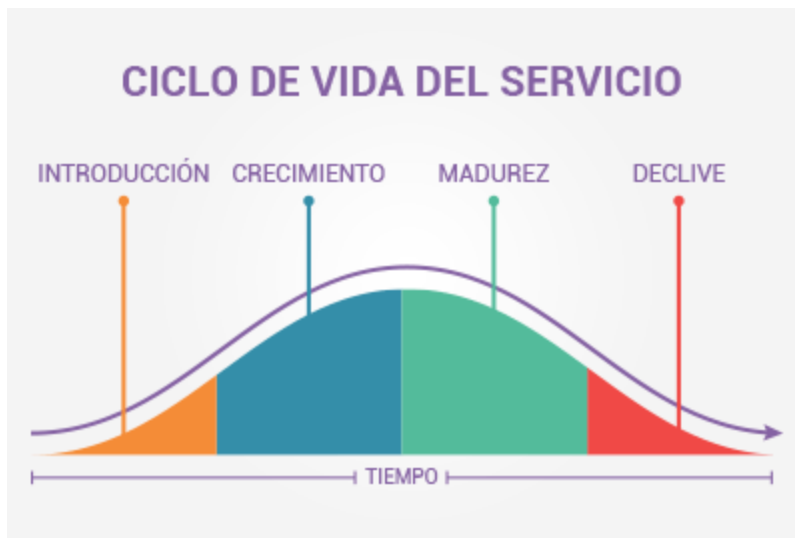 CICLO DE VIDA DEL SERVICIO
INTRODUCCIÓN CRECIMIENTO MADUREZ DECLIVE
TIEMPO